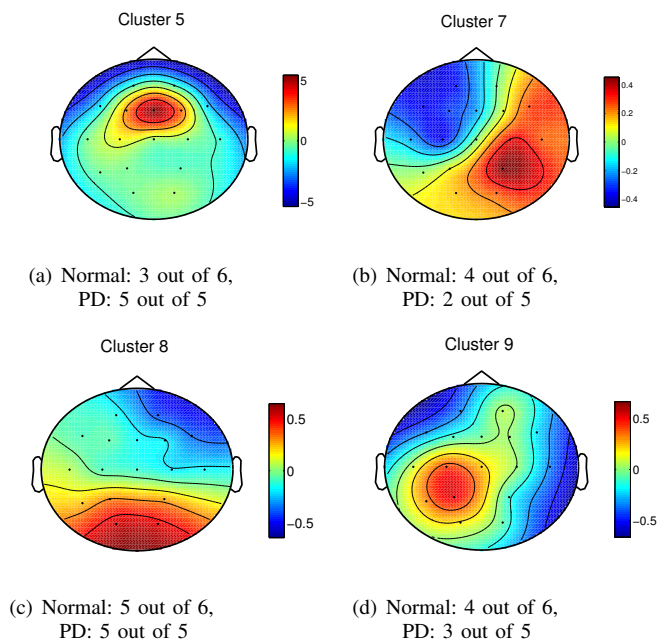 Cluster 5
5
0
−5
(a) Normal: 3 out of 6,
PD: 5 out of 5
Cluster 7
0.4
0.2
0
−0.2
−0.4
(b) Normal: 4 out of 6,
PD: 2 out of 5
Cluster 8
0.5
0
−0.5
(c) Normal: 5 out of 6,
PD: 5 out of 5
Cluster 9
0.5
0
−0.5
(d) Normal: 4 out of 6,
PD: 3 out of 5